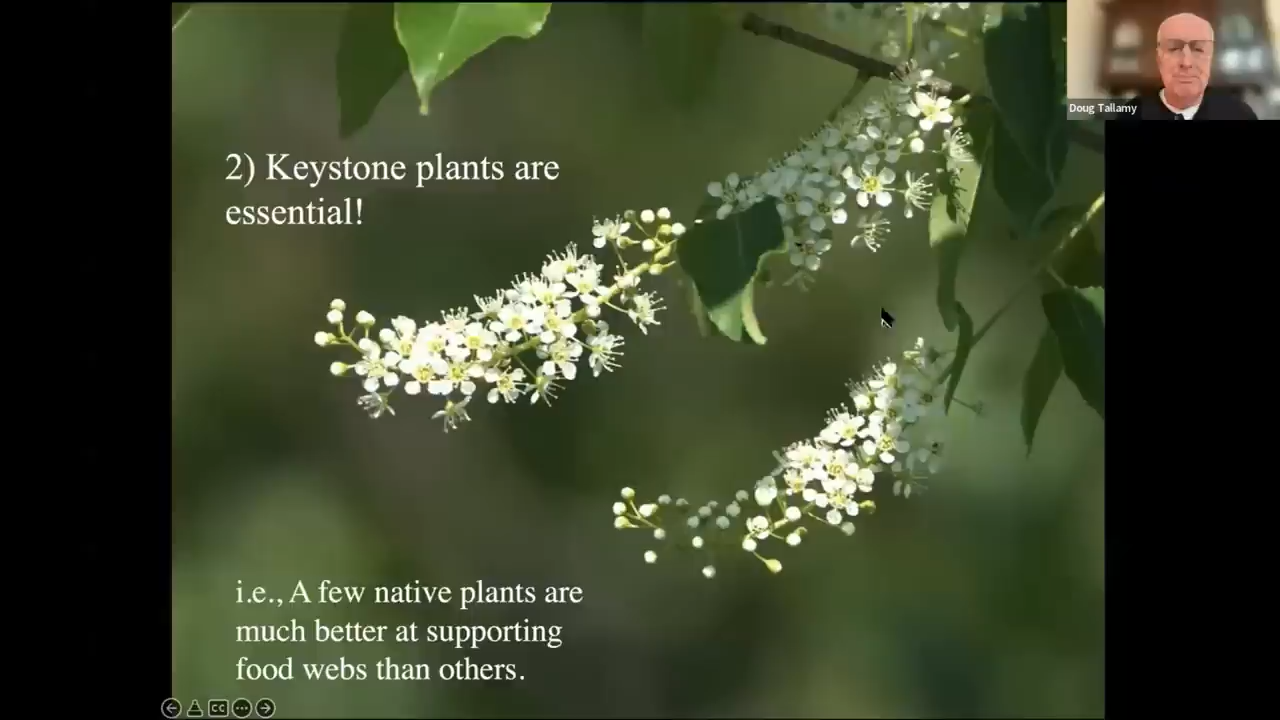 Doug Tallamy
2) Keystone plants are
essential!
i.e., A few native plants are
much better at supporting
food webs than others.
CC